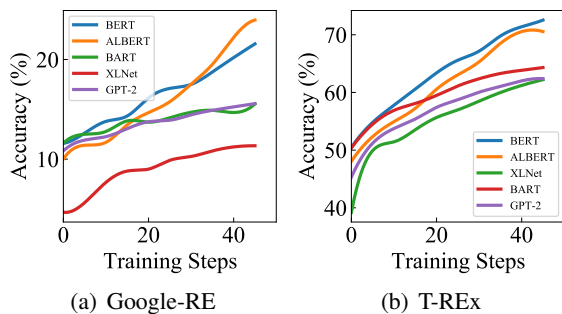 Accuracy (%)
20
10
0
20
40
Training Steps
BERT
ALBERT
BART
XLNet
GPT-2
(a) Google-RE
Accuracy (%)
70
60
50
40
0
20
40
Training Steps
BERT
ALBERT
XLNet
BART
GPT-2
(b) T-REx